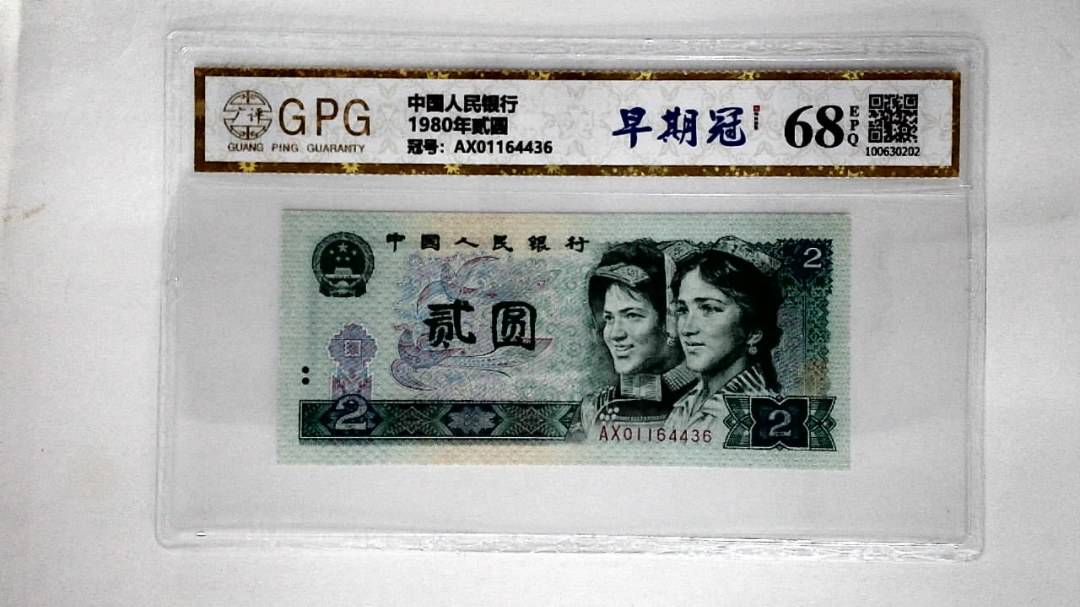 广评
GPG
GUANG PING GUARANTY
中国人民银行
1980年贰圆
冠号：AX01164436
早期冠
68
EPQ
100630202
中国人民银行
2
贰圆
2
AX01164436
2